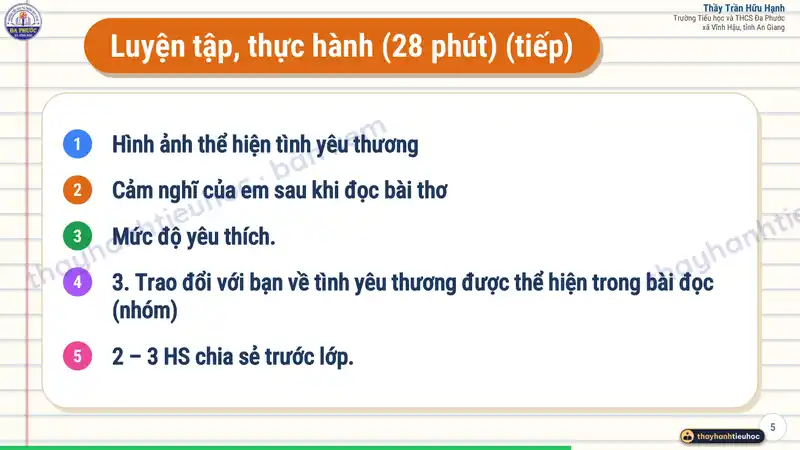 Thầy Trần Hữu Hạnh
Trường Tiểu học và THCS Đa Phước
xã Vĩnh Hậu, tỉnh An Giang
ĐA PHƯỚC
Luyện tập, thực hành (28 phút) (tiếp)
1 Hình ảnh thể hiện tình yêu thương
2 Cảm nghĩ của em sau khi đọc bài thơ
3 Mức độ yêu thích.
4 3. Trao đổi với bạn về tình yêu thương được thể hiện trong bài đọc
(nhóm)
5 2 – 3 HS chia sẻ trước lớp.
5
thayhanhtieuhoc